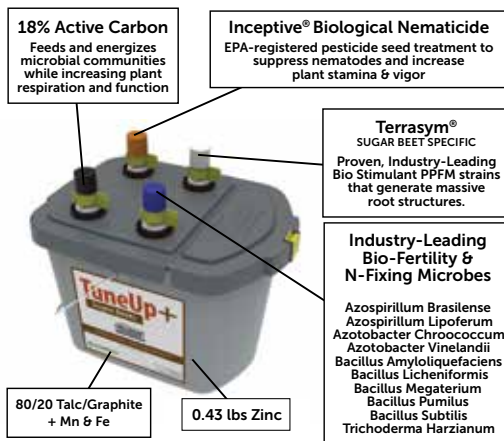 18% Active Carbon
Feeds and energizes
microbial communities
while increasing plant
respiration and function
Inceptive® Biological Nematicide
EPA-registered pesticide seed treatment to
suppress nematodes and increase
plant stamina & vigor
Terrasym®
SUGAR BEET SPECIFIC
Proven, Industry-Leading
Bio Stimulant PPFM strains
that generate massive
root structures.
Industry-Leading
Bio-Fertility &
N-Fixing Microbes
Azospirillum Brasilense
Azospirillum Lipoferum
Azotobacter Chroococcum
Azotobacter Vinelandii
Bacillus Amyloliquefaciens
Bacillus Licheniformis
Bacillus Megaterium
Bacillus Pumilus
Bacillus Subtilis
Trichoderma Harzianum
TuneUp+
80/20 Talc/Graphite
+ Mn & Fe
0.43 lbs Zinc